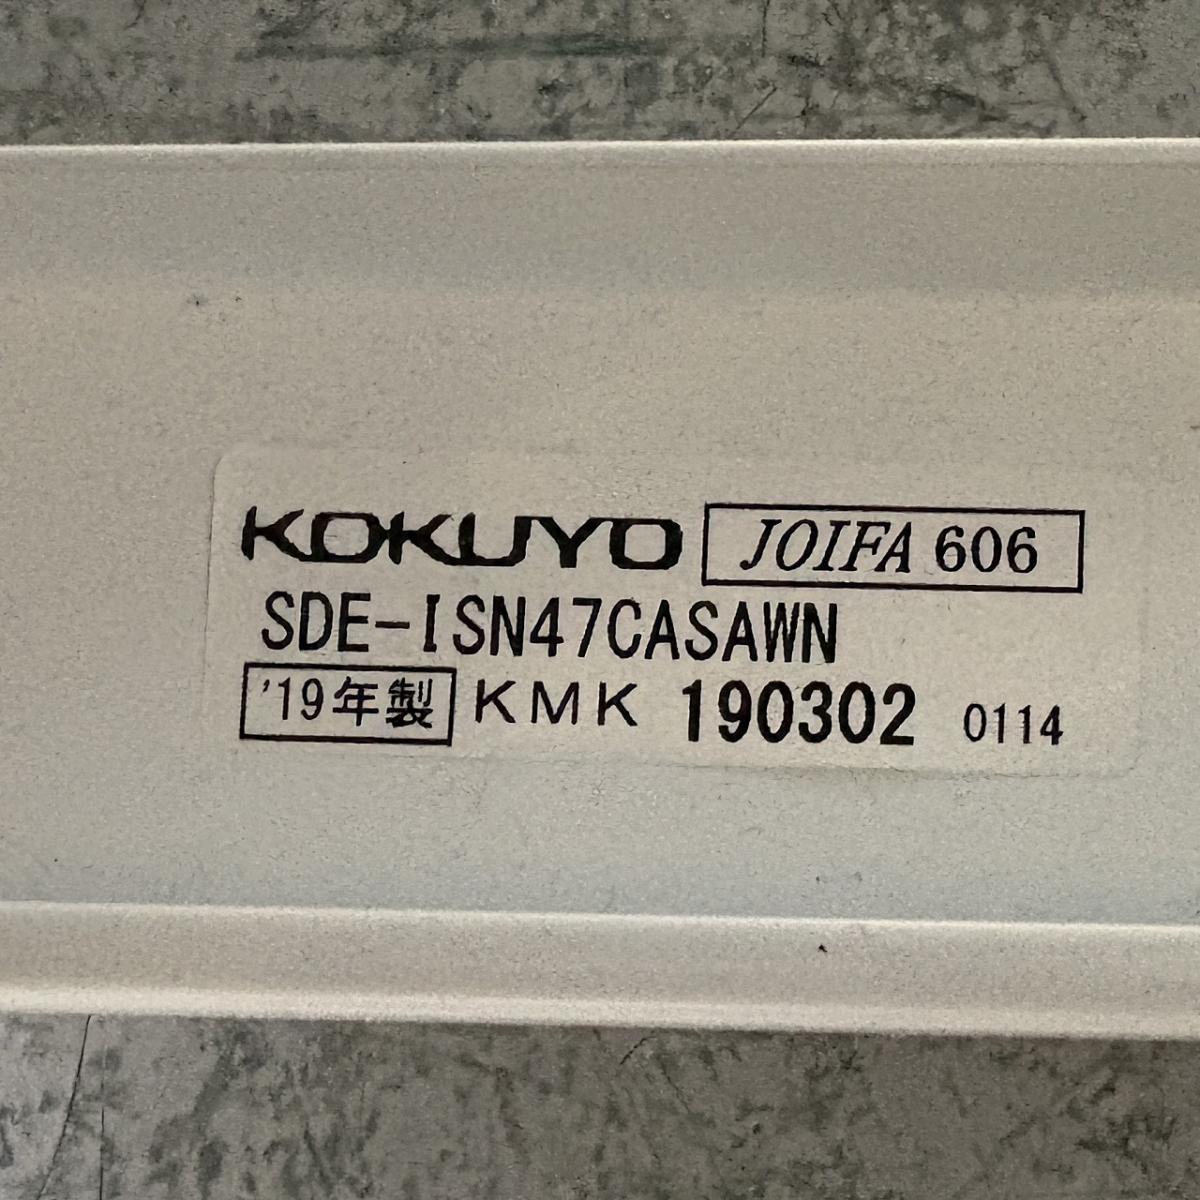 KOKUYO JOIFA 606
SDE-ISN47CASAWN
'19年製 KMK 190302 0114